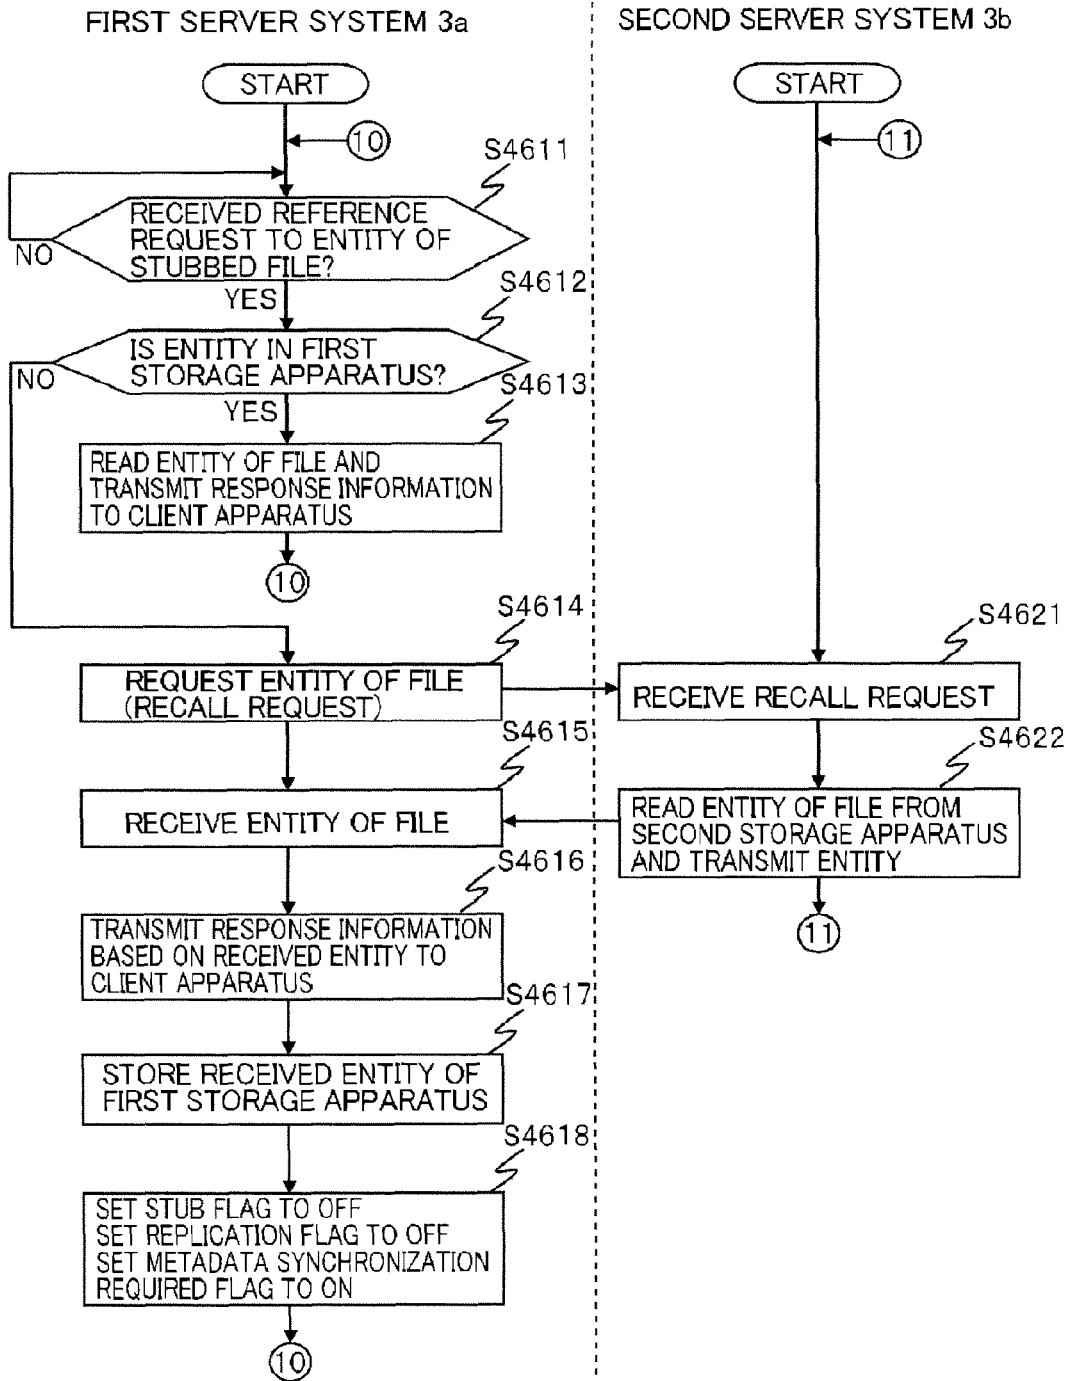 FIRST SERVER SYSTEM 3a
SECOND SERVER SYSTEM 3b
START
START
10
11
S4611
RECEIVED REFERENCE
REQUEST TO ENTITY OF
STUBBED FILE?
NO
YES
S4612
IS ENTITY IN FIRST
STORAGE APPARATUS?
NO
YES
S4613
READ ENTITY OF FILE AND
TRANSMIT RESPONSE INFORMATION
TO CLIENT APPARATUS
10
S4614
REQUEST ENTITY OF FILE
(RECALL REQUEST)
S4621
RECEIVE RECALL REQUEST
S4615
RECEIVE ENTITY OF FILE
S4622
READ ENTITY OF FILE FROM
SECOND STORAGE APPARATUS
AND TRANSMIT ENTITY
11
S4616
TRANSMIT RESPONSE INFORMATION
BASED ON RECEIVED ENTITY TO
CLIENT APPARATUS
S4617
STORE RECEIVED ENTITY OF
FIRST STORAGE APPARATUS
S4618
SET STUB FLAG TO OFF
SET REPLICATION FLAG TO OFF
SET METADATA SYNCHRONIZATION
REQUIRED FLAG TO ON
10